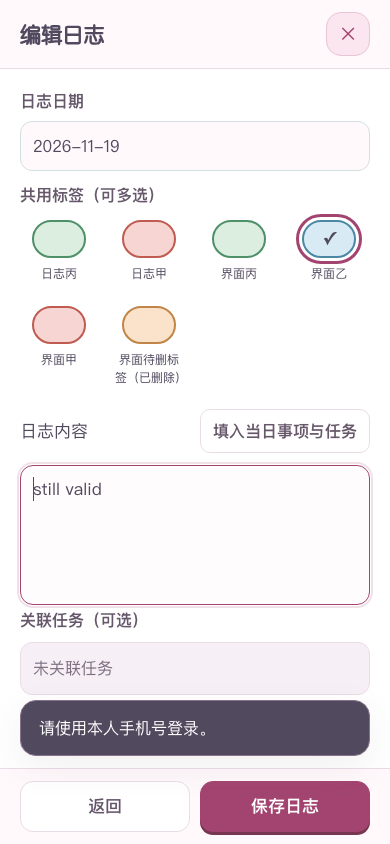 编辑日志
日志日期
2026-11-19
共用标签（可多选）
日志丙
日志甲
界面丙
界面乙
界面甲
界面待删标
签（已删除）
日志内容
填入当日事项与任务
still valid
关联任务（可选）
未关联任务
请使用本人手机号登录。
返回
保存日志